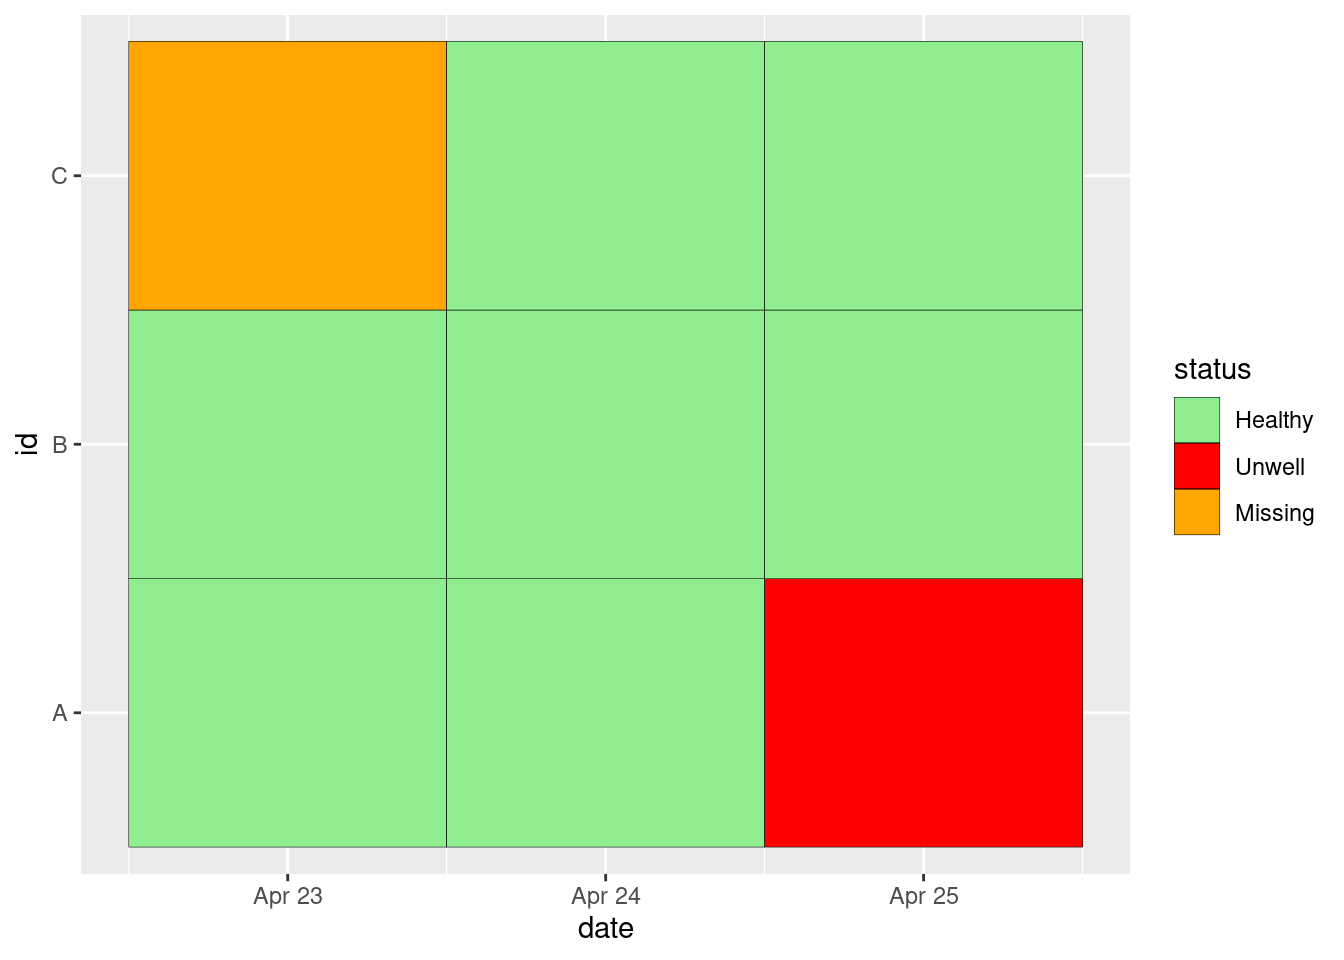 C
B
A
id
Apr 23
Apr 24
Apr 25
date
status
Healthy
Unwell
Missing